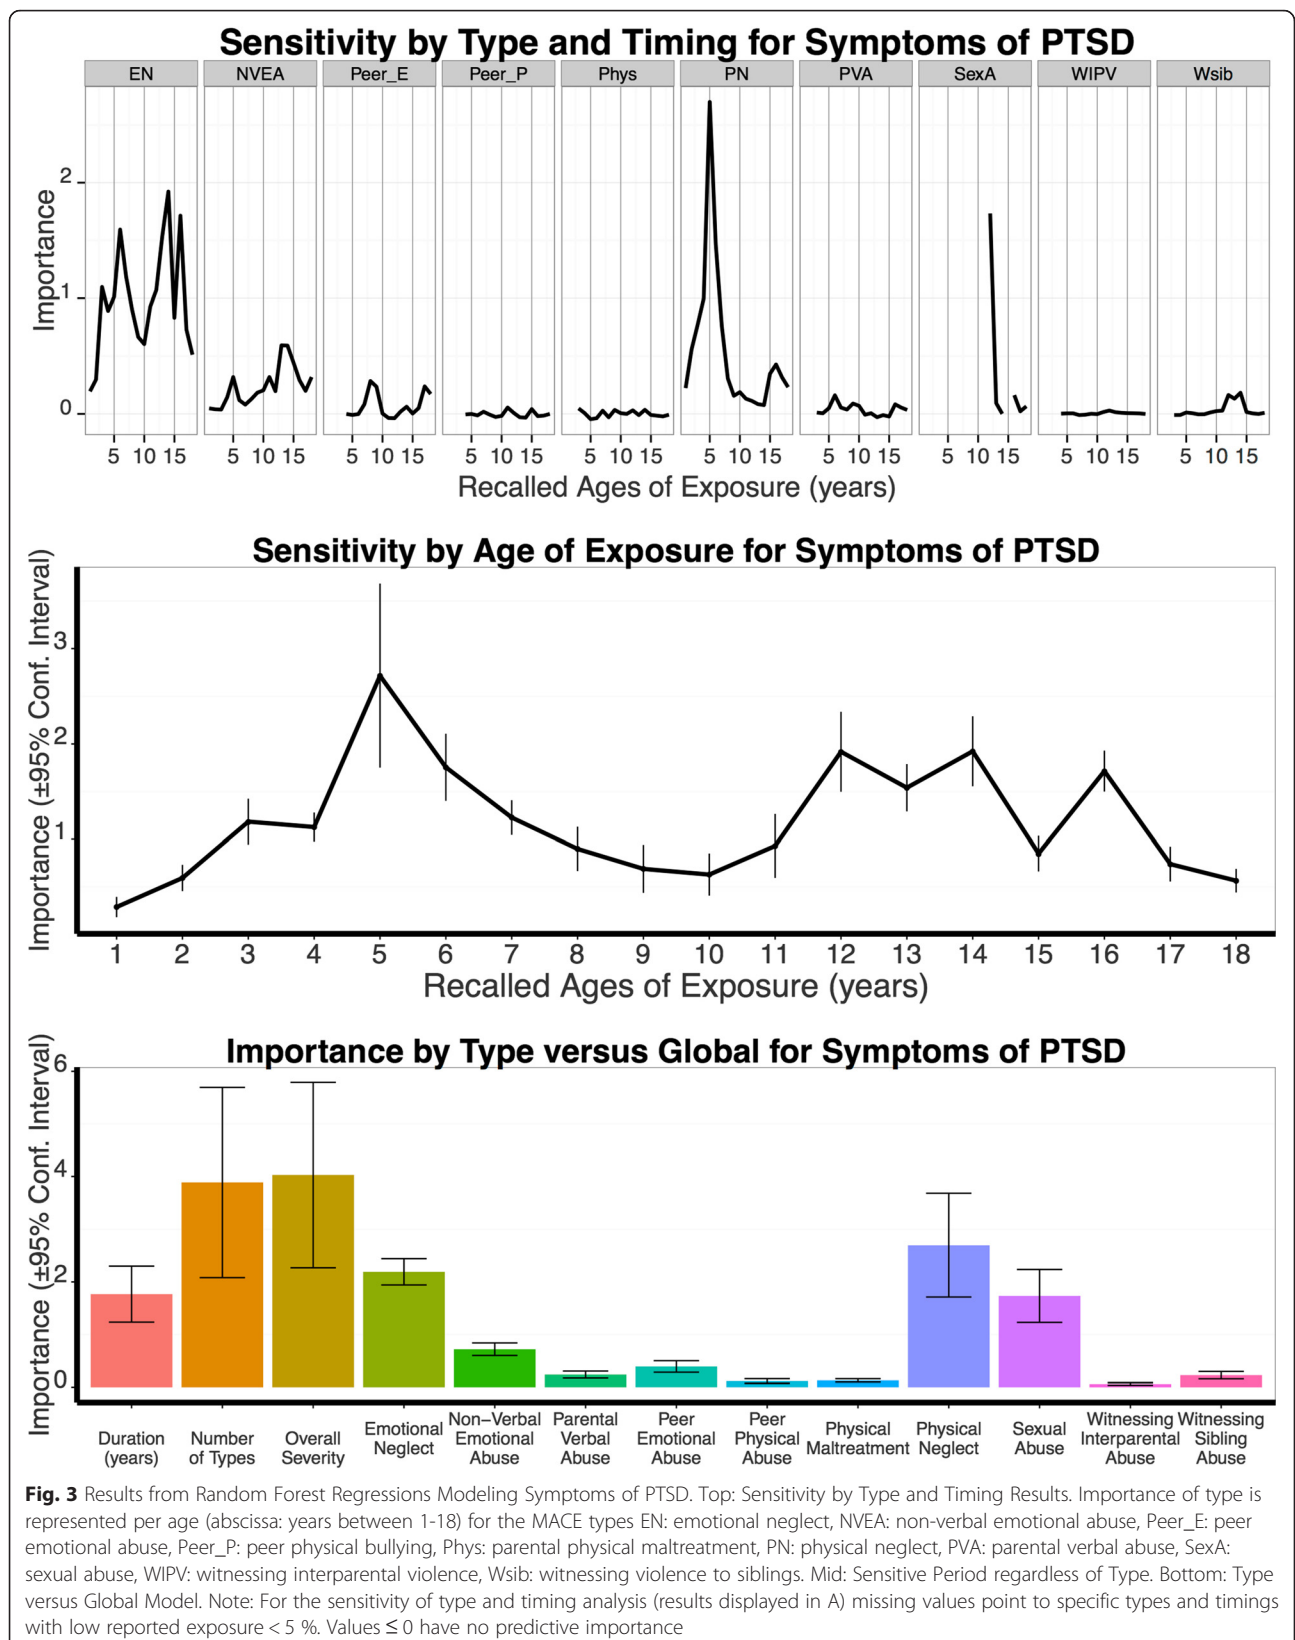 Sensitivity by Type and Timing for Symptoms of PTSD
EN NVEA Peer_E Peer_P Phys PN PVA SexA WIPV Wsib
Importance
2
1
0
5 10 15 5 10 15 5 10 15 5 10 15 5 10 15 5 10 15 5 10 15 5 10 15 5 10 15 5 10 15
Recalled Ages of Exposure (years)
Sensitivity by Age of Exposure for Symptoms of PTSD
Importance (±95% Conf. Interval)
3
2
1
1 2 3 4 5 6 7 8 9 10 11 12 13 14 15 16 17 18
Recalled Ages of Exposure (years)
Importance by Type versus Global for Symptoms of PTSD
Importance (±95% Conf. Interval)
6
4
2
0
Duration (years)
Number of Types
Overall Severity
Emotional Neglect
Non−Verbal Emotional Abuse
Parental Verbal Abuse
Peer Emotional Abuse
Peer Physical Abuse
Physical Maltreatment
Physical Neglect
Sexual Abuse
Witnessing Interparental Abuse
Witnessing Sibling Abuse
Fig. 3 Results from Random Forest Regressions Modeling Symptoms of PTSD. Top: Sensitivity by Type and Timing Results. Importance of type is
represented per age (abscissa: years between 1-18) for the MACE types EN: emotional neglect, NVEA: non-verbal emotional abuse, Peer_E: peer
emotional abuse, Peer_P: peer physical bullying, Phys: parental physical maltreatment, PN: physical neglect, PVA: parental verbal abuse, SexA:
sexual abuse, WIPV: witnessing interparental violence, Wsib: witnessing violence to siblings. Mid: Sensitive Period regardless of Type. Bottom: Type
versus Global Model. Note: For the sensitivity of type and timing analysis (results displayed in A) missing values point to specific types and timings
with low reported exposure < 5 %. Values ≤ 0 have no predictive importance